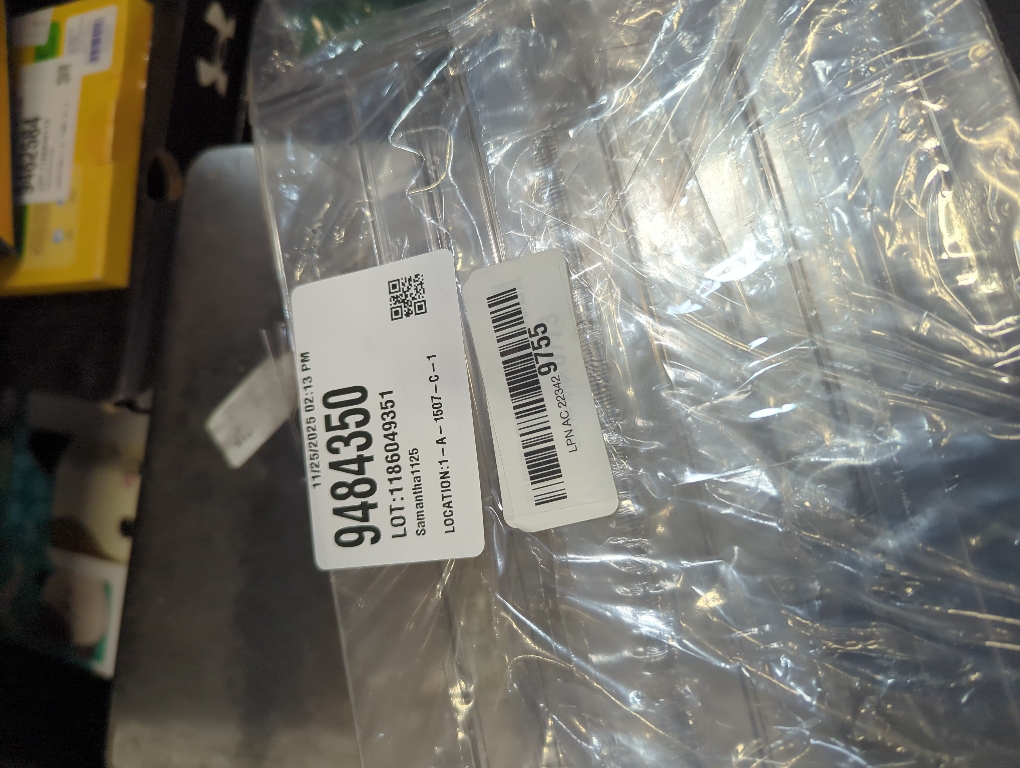 11/25/2025 02:13 PM
9484350
LOT:1186049351
Samantha1125
LOCATION:1-A-1507-C-1
LPN AC 22342 9755